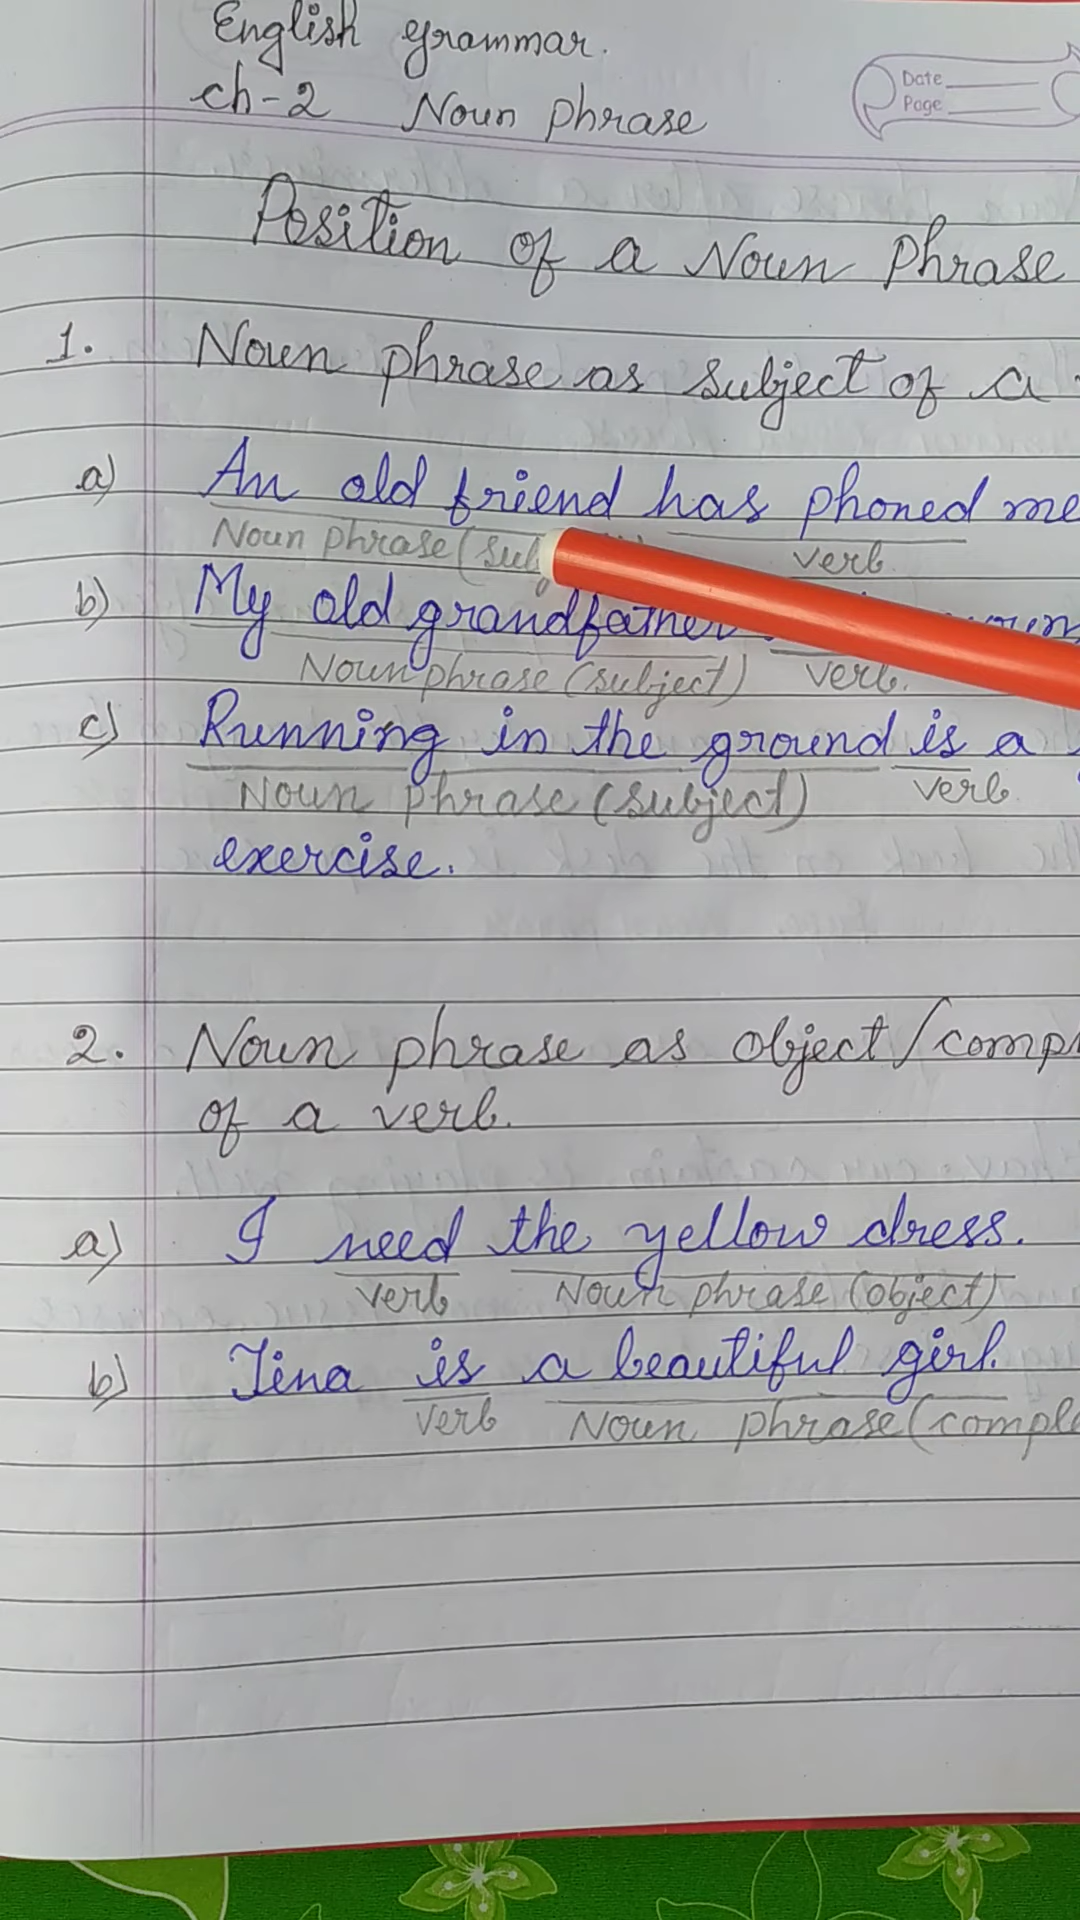 English grammar.
ch-2 Noun phrase
Date
Page
Position of a Noun Phrase
1. Noun phrase as subject of a
a) An old friend has phoned me
Noun phrase (sub verb
b) My old grandfather
Noun phrase (subject) verb.
c) Running in the ground is a
Noun phrase (subject) verb
exercise.
2. Noun phrase as object/comp
of a verb.
a) I need the yellow dress.
verb Noun phrase (object)
b) Tina is a beautiful girl.
verb Noun phrase (comple